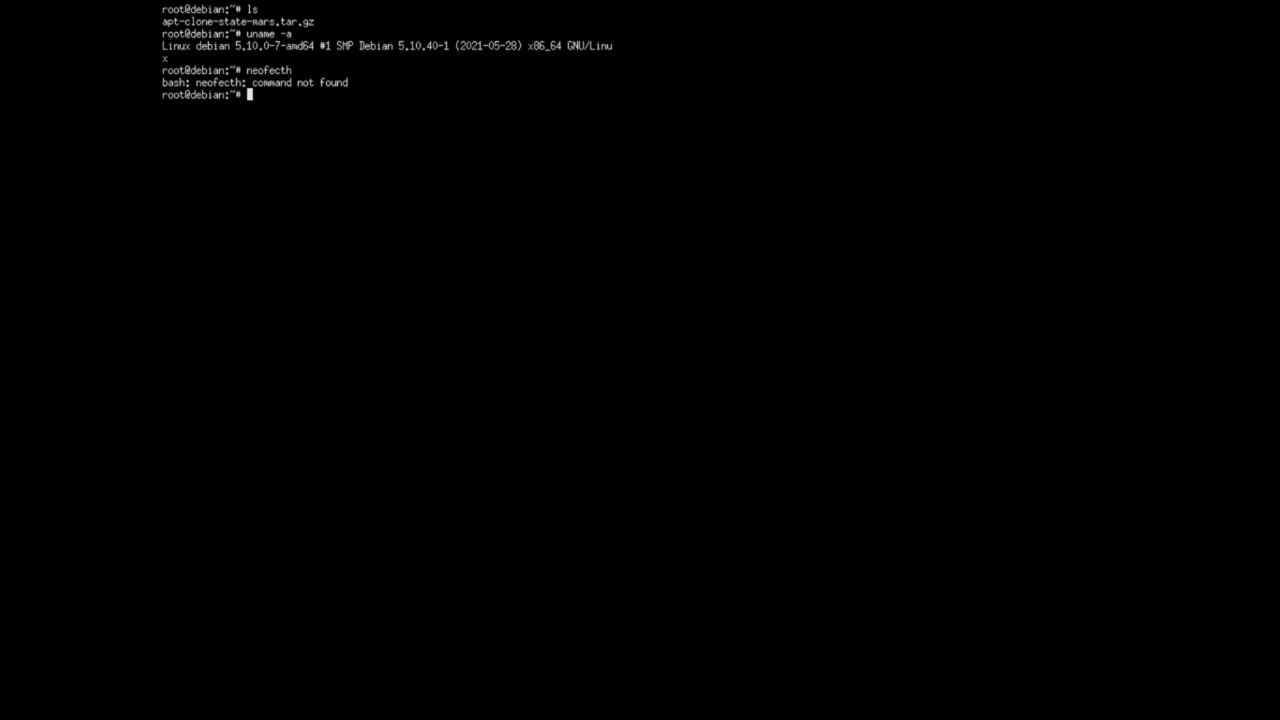 root@debian:~# ls
apt-clone-state-mars.tar.gz
root@debian:~# uname -a
Linux debian 5.10.0-7-amd64 #1 SMP Debian 5.10.40-1 (2021-05-28) x86_64 GNU/Linu
x
root@debian:~# neofecth
bash: neofecth: command not found
root@debian:~#